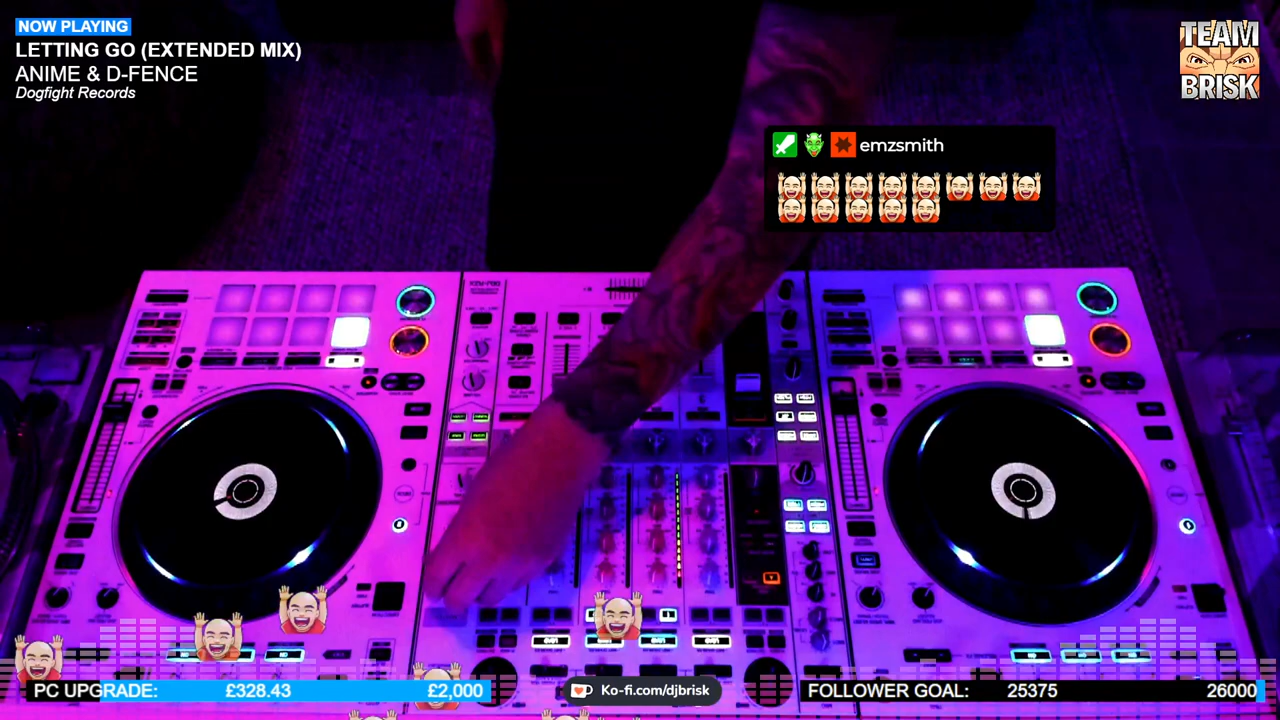 NOW PLAYING
LETTING GO (EXTENDED MIX)
ANIME & D-FENCE
Dogfight Records
TEAM
BRISK
emzsmith
PC UPGRADE: £328.43 £2,000
Ko-fi.com/djbrisk
FOLLOWER GOAL: 25375 26000